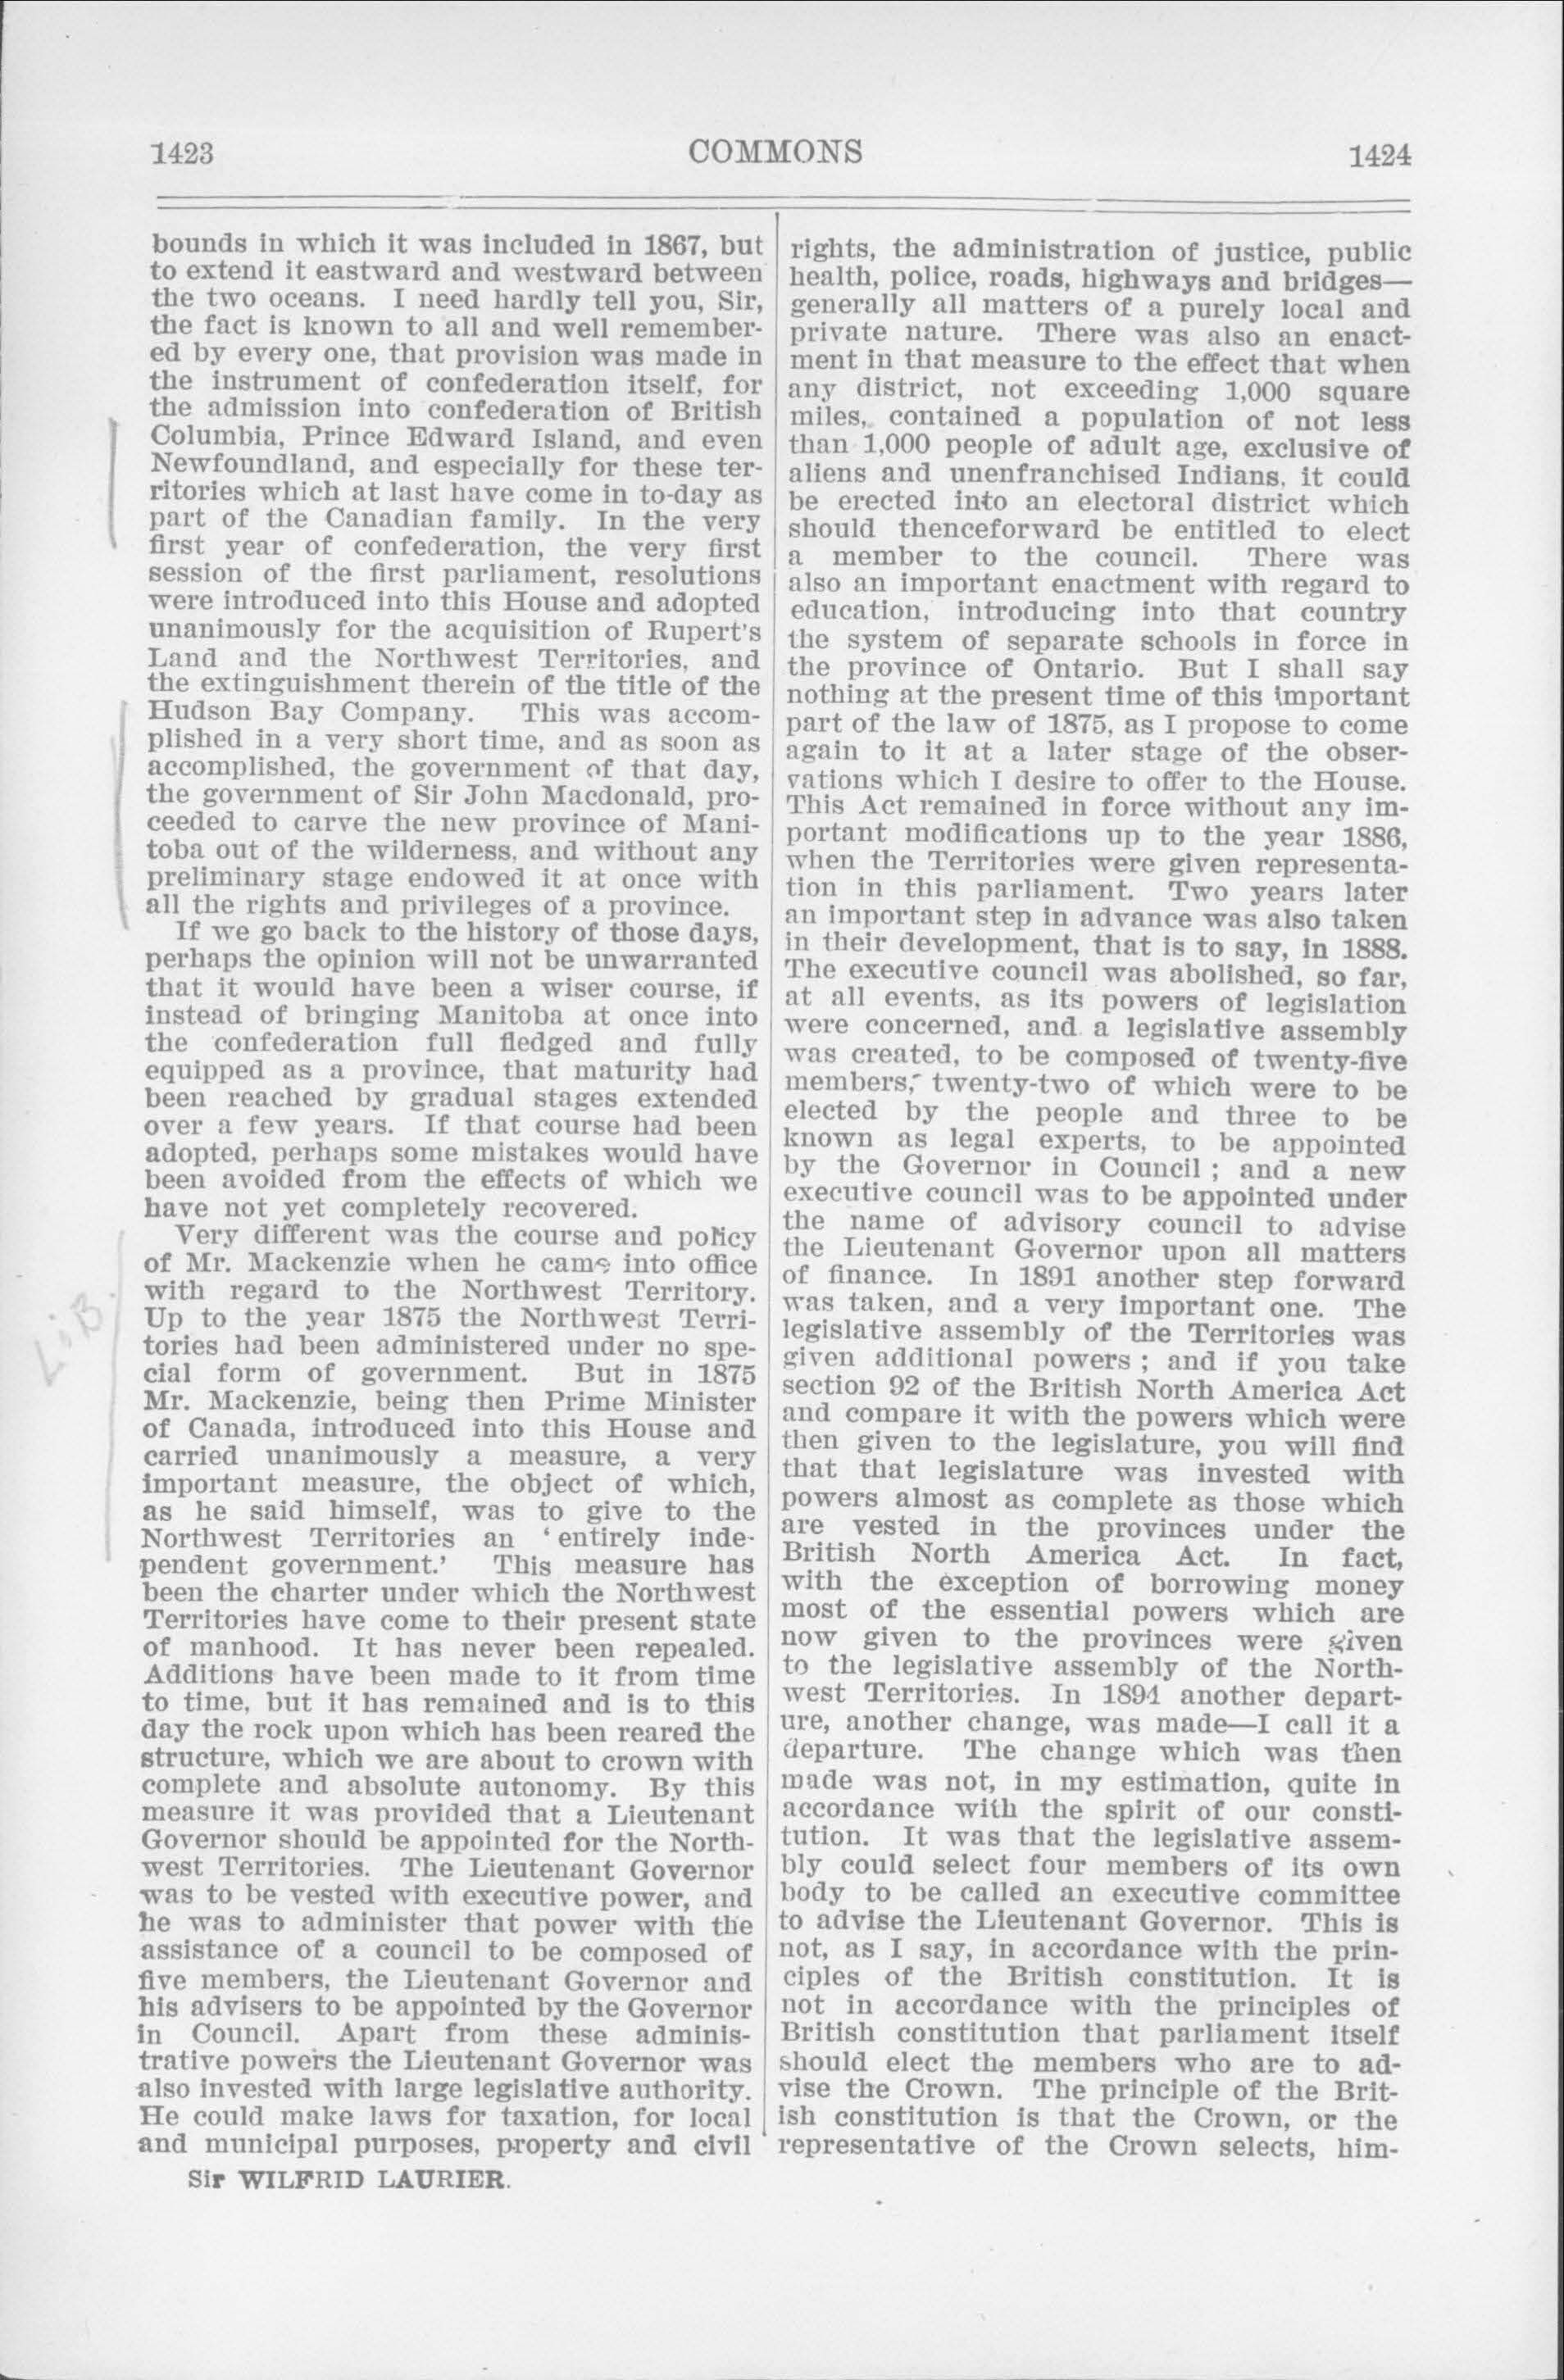 1423
COMMONS
1424
bounds in which it was included in 1867, but
to extend it eastward and westward between
the two oceans. I need hardly tell you, Sir,
the fact is known to all and well remember-
ed by every one, that provision was made in
the instrument of confederation itself, for
the admission into confederation of British
Columbia, Prince Edward Island, and even
Newfoundland, and especially for these ter-
ritories which at last have come in to-day as
part of the Canadian family. In the very
first year of confederation, the very first
session of the first parliament, resolutions
were introduced into this House and adopted
unanimously for the acquisition of Rupert's
Land and the Northwest Territories, and
the extinguishment therein of the title of the
Hudson Bay Company. This was accom-
plished in a very short time, and as soon as
accomplished, the government of that day,
the government of Sir John Macdonald, pro-
ceeded to carve the new province of Mani-
toba out of the wilderness, and without any
preliminary stage endowed it at once with
all the rights and privileges of a province.
If we go back to the history of those days,
perhaps the opinion will not be unwarranted
that it would have been a wiser course, if
instead of bringing Manitoba at once into
the confederation full fledged and fully
equipped as a province, that maturity had
been reached by gradual stages extended
over a few years. If that course had been
adopted, perhaps some mistakes would have
been avoided from the effects of which we
have not yet completely recovered.
Very different was the course and policy
of Mr. Mackenzie when he came into office
with regard to the Northwest Territory.
Up to the year 1875 the Northwest Terri-
tories had been administered under no spe-
cial form of government. But in 1875
Mr. Mackenzie, being then Prime Minister
of Canada, introduced into this House and
carried unanimously a measure, a very
important measure, the object of which,
as he said himself, was to give to the
Northwest Territories an ‘entirely inde-
pendent government.’ This measure has
been the charter under which the Northwest
Territories have come to their present state
of manhood. It has never been repealed.
Additions have been made to it from time
to time, but it has remained and is to this
day the rock upon which has been reared the
structure, which we are about to crown with
complete and absolute autonomy. By this
measure it was provided that a Lieutenant
Governor should be appointed for the North-
west Territories. The Lieutenant Governor
was to be vested with executive power, and
he was to administer that power with the
assistance of a council to be composed of
five members, the Lieutenant Governor and
his advisers to be appointed by the Governor
in Council. Apart from these adminis-
trative powers the Lieutenant Governor was
also invested with large legislative authority.
He could make laws for taxation, for local
and municipal purposes, property and civil
Sir WILFRID LAURIER.
LIB.
rights, the administration of justice, public
health, police, roads, highways and bridges—
generally all matters of a purely local and
private nature. There was also an enact-
ment in that measure to the effect that when
any district, not exceeding 1,000 square
miles, contained a population of not less
than 1,000 people of adult age, exclusive of
aliens and unenfranchised Indians, it could
be erected into an electoral district which
should thenceforward be entitled to elect
a member to the council. There was
also an important enactment with regard to
education, introducing into that country
the system of separate schools in force in
the province of Ontario. But I shall say
nothing at the present time of this important
part of the law of 1875, as I propose to come
again to it at a later stage of the obser-
vations which I desire to offer to the House.
This Act remained in force without any im-
portant modifications up to the year 1886,
when the Territories were given representa-
tion in this parliament. Two years later
an important step in advance was also taken
in their development, that is to say, in 1888.
The executive council was abolished, so far,
at all events, as its powers of legislation
were concerned, and a legislative assembly
was created, to be composed of twenty-five
members, twenty-two of which were to be
elected by the people and three to be
known as legal experts, to be appointed
by the Governor in Council ; and a new
executive council was to be appointed under
the name of advisory council to advise
the Lieutenant Governor upon all matters
of finance. In 1891 another step forward
was taken, and a very important one. The
legislative assembly of the Territories was
given additional powers ; and if you take
section 92 of the British North America Act
and compare it with the powers which were
then given to the legislature, you will find
that that legislature was invested with
powers almost as complete as those which
are vested in the provinces under the
British North America Act. In fact,
with the exception of borrowing money
most of the essential powers which are
now given to the provinces were given
to the legislative assembly of the North-
west Territories. In 1894 another depart-
ure, another change, was made—I call it a
departure. The change which was then
made was not, in my estimation, quite in
accordance with the spirit of our consti-
tution. It was that the legislative assem-
bly could select four members of its own
body to be called an executive committee
to advise the Lieutenant Governor. This is
not, as I say, in accordance with the prin-
ciples of the British constitution. It is
not in accordance with the principles of
British constitution that parliament itself
should elect the members who are to ad-
vise the Crown. The principle of the Brit-
ish constitution is that the Crown, or the
representative of the Crown selects, him-